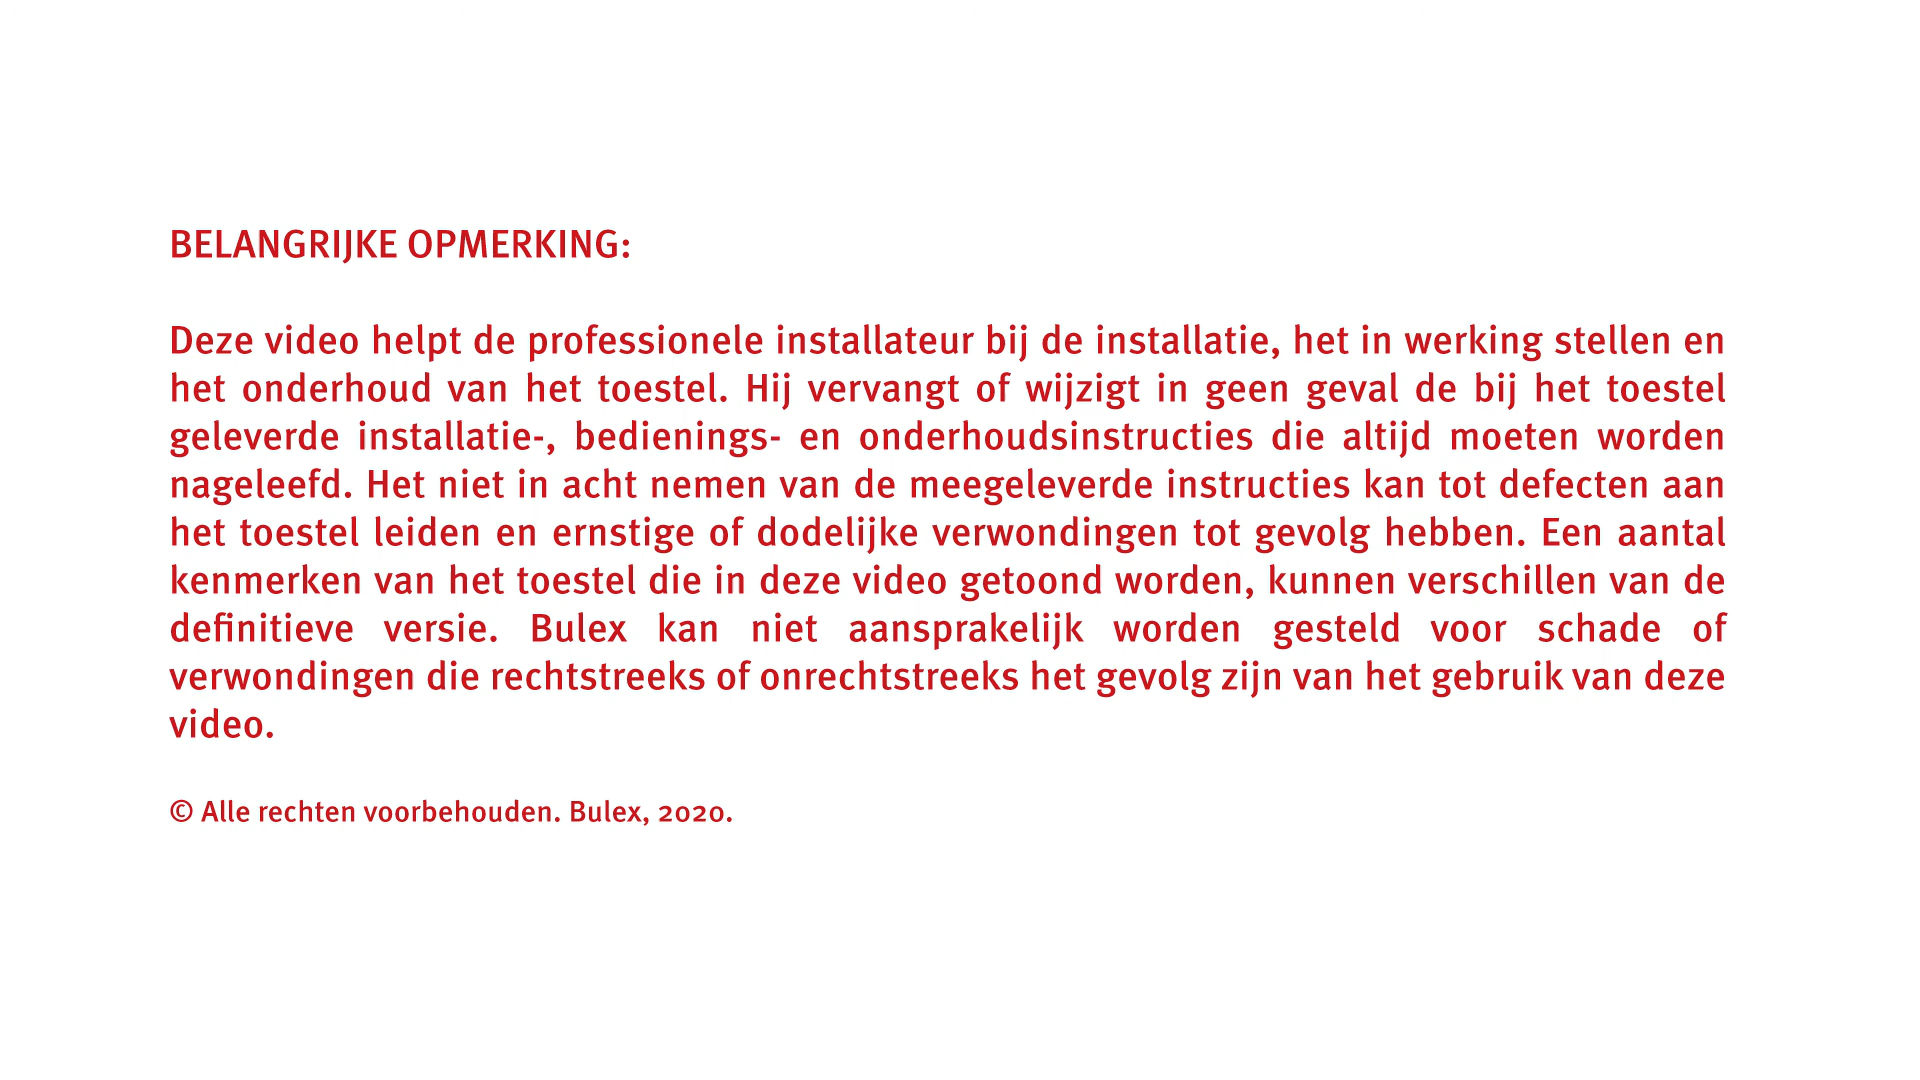 BELANGRIJKE OPMERKING:
Deze video helpt de professionele installateur bij de installatie, het in werking stellen en
het onderhoud van het toestel. Hij vervangt of wijzigt in geen geval de bij het toestel
geleverde installatie-, bedienings- en onderhoudsinstructies die altijd moeten worden
nageleefd. Het niet in acht nemen van de meegeleverde instructies kan tot defecten aan
het toestel leiden en ernstige of dodelijke verwondingen tot gevolg hebben. Een aantal
kenmerken van het toestel die in deze video getoond worden, kunnen verschillen van de
definitieve versie. Bulex kan niet aansprakelijk worden gesteld voor schade of
verwondingen die rechtstreeks of onrechtstreeks het gevolg zijn van het gebruik van deze
video.
© Alle rechten voorbehouden. Bulex, 2020.